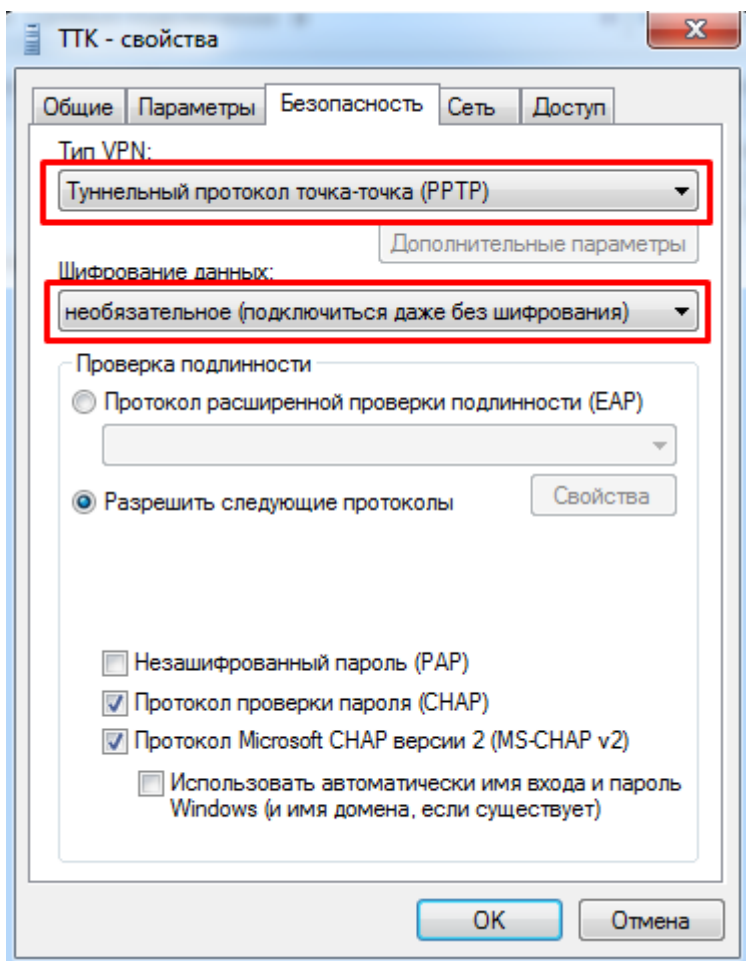 ТТК - свойства
Общие Параметры Безопасность Сеть Доступ
Тип VPN:
Туннельный протокол точка-точка (PPTP)
Дополнительные параметры
Шифрование данных:
необязательное (подключиться даже без шифрования)
Проверка подлинности
Протокол расширенной проверки подлинности (EAP)
Разрешить следующие протоколы Свойства
Незашифрованный пароль (PAP)
Протокол проверки пароля (CHAP)
Протокол Microsoft CHAP версии 2 (MS-CHAP v2)
Использовать автоматически имя входа и пароль
Windows (и имя домена, если существует)
OK Отмена